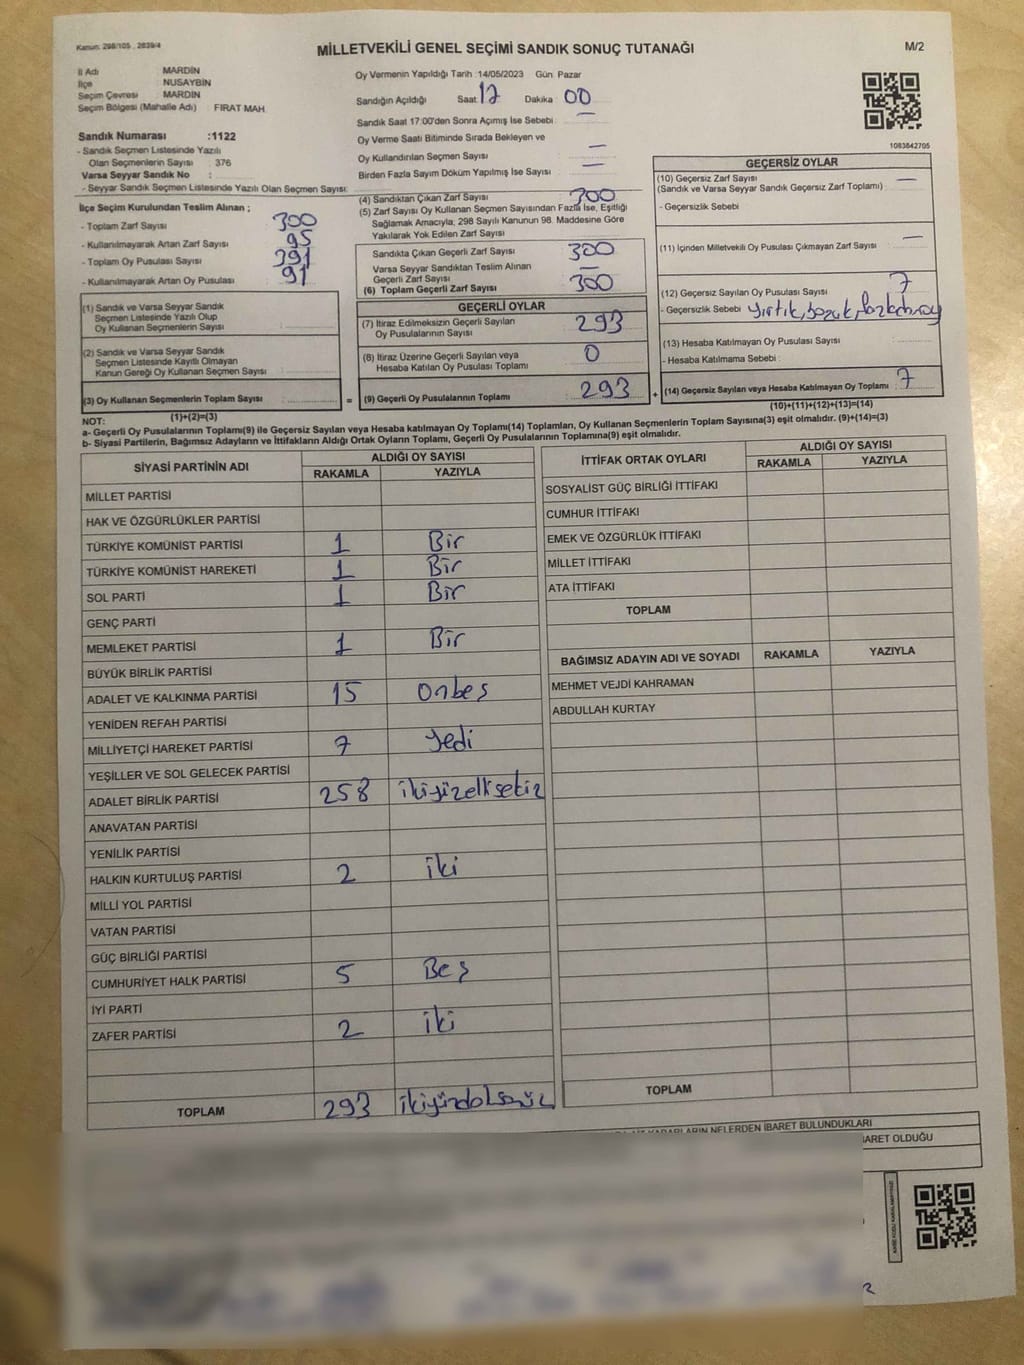 Kanun: 298/105 , 2839/4
MİLLETVEKİLİ GENEL SEÇİMİ SANDIK SONUÇ TUTANAĞI
M/2
İl Adı MARDİN
İlçe NUSAYBİN
Seçim Çevresi MARDİN
Seçim Bölgesi (Mahalle Adı) FIRAT MAH.
Oy Vermenin Yapıldığı Tarih :14/05/2023 Gün Pazar
Sandığın Açıldığı Saat 17 Dakika 00
Sandık Saat 17:00'den Sonra Açımış İse Sebebi : —
Oy Verme Saati Bitiminde Sırada Bekleyen ve
Oy Kullandırılan Seçmen Sayısı —
Birden Fazla Sayım Döküm Yapılmış İse Sayısı : —
1083842705
Sandık Numarası :1122
- Sandık Seçmen Listesinde Yazılı
Olan Seçmenlerin Sayısı : 376
Varsa Seyyar Sandık No :
- Seyyar Sandık Seçmen Listesinde Yazılı Olan Seçmen Sayısı:
İlçe Seçim Kurulundan Teslim Alınan ;
- Toplam Zarf Sayısı : 300
- Kullanılmayarak Artan Zarf Sayısı : 95
- Toplam Oy Pusulası Sayısı : 391
- Kullanılmayarak Artan Oy Pusulası : 91
(1) Sandık ve Varsa Seyyar Sandık
Seçmen Listesinde Yazılı Olup
Oy Kullanan Seçmenlerin Sayısı :
(2) Sandık ve Varsa Seyyar Sandık
Seçmen Listesinde Kayıtlı Olmayan
Kanun Gereği Oy Kullanan Seçmen Sayısı :
(3) Oy Kullanan Seçmenlerin Toplam Sayısı :
(1)+(2)=(3)
(4) Sandıktan Çıkan Zarf Sayısı : 300
(5) Zarf Sayısı Oy Kullanan Seçmen Sayısından Fazla İse, Eşitliği
Sağlamak Amacıyla, 298 Sayılı Kanunun 98. Maddesine Göre
Yakılarak Yok Edilen Zarf Sayısı
Sandıkta Çıkan Geçerli Zarf Sayısı 300
Varsa Seyyar Sandıktan Teslim Alınan
Geçerli Zarf Sayısı —
(6) Toplam Geçerli Zarf Sayısı 300
GEÇERLİ OYLAR
(7) İtiraz Edilmeksizin Geçerli Sayılan
Oy Pusulalarının Sayısı : 293
(8) İtiraz Üzerine Geçerli Sayılan veya
Hesaba Katılan Oy Pusulası Toplamı 0
= (9) Geçerli Oy Pusulalarının Toplamı : 293 +
GEÇERSİZ OYLAR
(10) Geçersiz Zarf Sayısı : —
(Sandık ve Varsa Seyyar Sandık Geçersiz Zarf Toplamı)
- Geçersizlik Sebebi
(11) İçinden Milletvekili Oy Pusulası Çıkmayan Zarf Sayısı : —
(12) Geçersiz Sayılan Oy Pusulası Sayısı : 7
- Geçersizlik Sebebi yırtık, bozuk,
(13) Hesaba Katılmayan Oy Pusulası Sayısı :
- Hesaba Katılmama Sebebi :
(14) Geçersiz Sayılan veya Hesaba Katılmayan Oy Toplamı : 7
(10)+(11)+(12)+(13)=(14)
NOT:
a- Geçerli Oy Pusulalarının Toplamı(9) ile Geçersiz Sayılan veya Hesaba Katılmayan Oy Toplamı(14) Toplamları, Oy Kullanan Seçmenlerin Toplam Sayısına(3) eşit olmalıdır. (9)+(14)=(3)
b- Siyasi Partilerin, Bağımsız Adayların ve İttifakların Aldığı Ortak Oyların Toplamı, Geçerli Oy Pusulalarının Toplamına(9) eşit olmalıdır.
SİYASİ PARTİNİN ADI ALDIĞI OY SAYISI
RAKAMLA YAZIYLA
MİLLET PARTİSİ
HAK VE ÖZGÜRLÜKLER PARTİSİ
TÜRKİYE KOMÜNİST PARTİSİ 1 Bir
TÜRKİYE KOMÜNİST HAREKETİ 1 Bir
SOL PARTİ 1 Bir
GENÇ PARTİ
MEMLEKET PARTİSİ 1 Bir
BÜYÜK BİRLİK PARTİSİ
ADALET VE KALKINMA PARTİSİ 15 Onbeş
YENİDEN REFAH PARTİSİ
MİLLİYETÇİ HAREKET PARTİSİ 7 Yedi
YEŞİLLER VE SOL GELECEK PARTİSİ
ADALET BİRLİK PARTİSİ 258 ikiyüzellisekiz
ANAVATAN PARTİSİ
YENİLİK PARTİSİ
HALKIN KURTULUŞ PARTİSİ 2 iki
MİLLİ YOL PARTİSİ
VATAN PARTİSİ
GÜÇ BİRLİĞİ PARTİSİ
CUMHURİYET HALK PARTİSİ 5 Beş
İYİ PARTİ
ZAFER PARTİSİ 2 iki
TOPLAM 293
İTTİFAK ORTAK OYLARI ALDIĞI OY SAYISI
RAKAMLA YAZIYLA
SOSYALİST GÜÇ BİRLİĞİ İTTİFAKI
CUMHUR İTTİFAKI
EMEK VE ÖZGÜRLÜK İTTİFAKI
MİLLET İTTİFAKI
ATA İTTİFAKI
TOPLAM
BAĞIMSIZ ADAYIN ADI VE SOYADI RAKAMLA YAZIYLA
MEHMET VEJDİ KAHRAMAN
ABDULLAH KURTAY
TOPLAM
KARARLARIN NELERDEN İBARET BULUNDUKLARI
BARET OLDUĞU